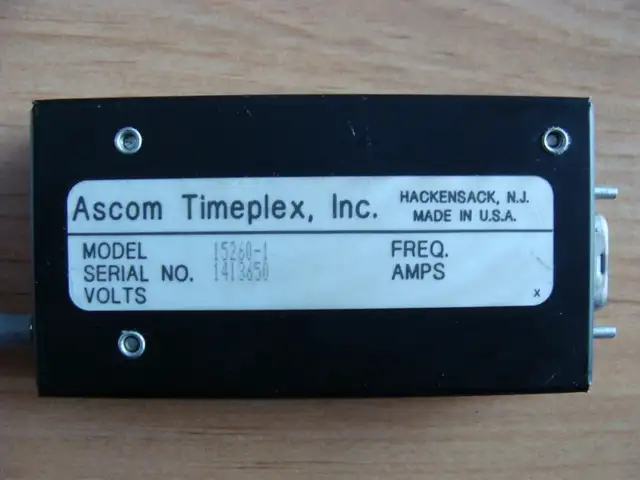 Ascom Timeplex, Inc. HACKENSACK, N.J.
MADE IN U.S.A.
MODEL 15260-1 FREQ.
SERIAL NO. 1413650 AMPS
VOLTS x